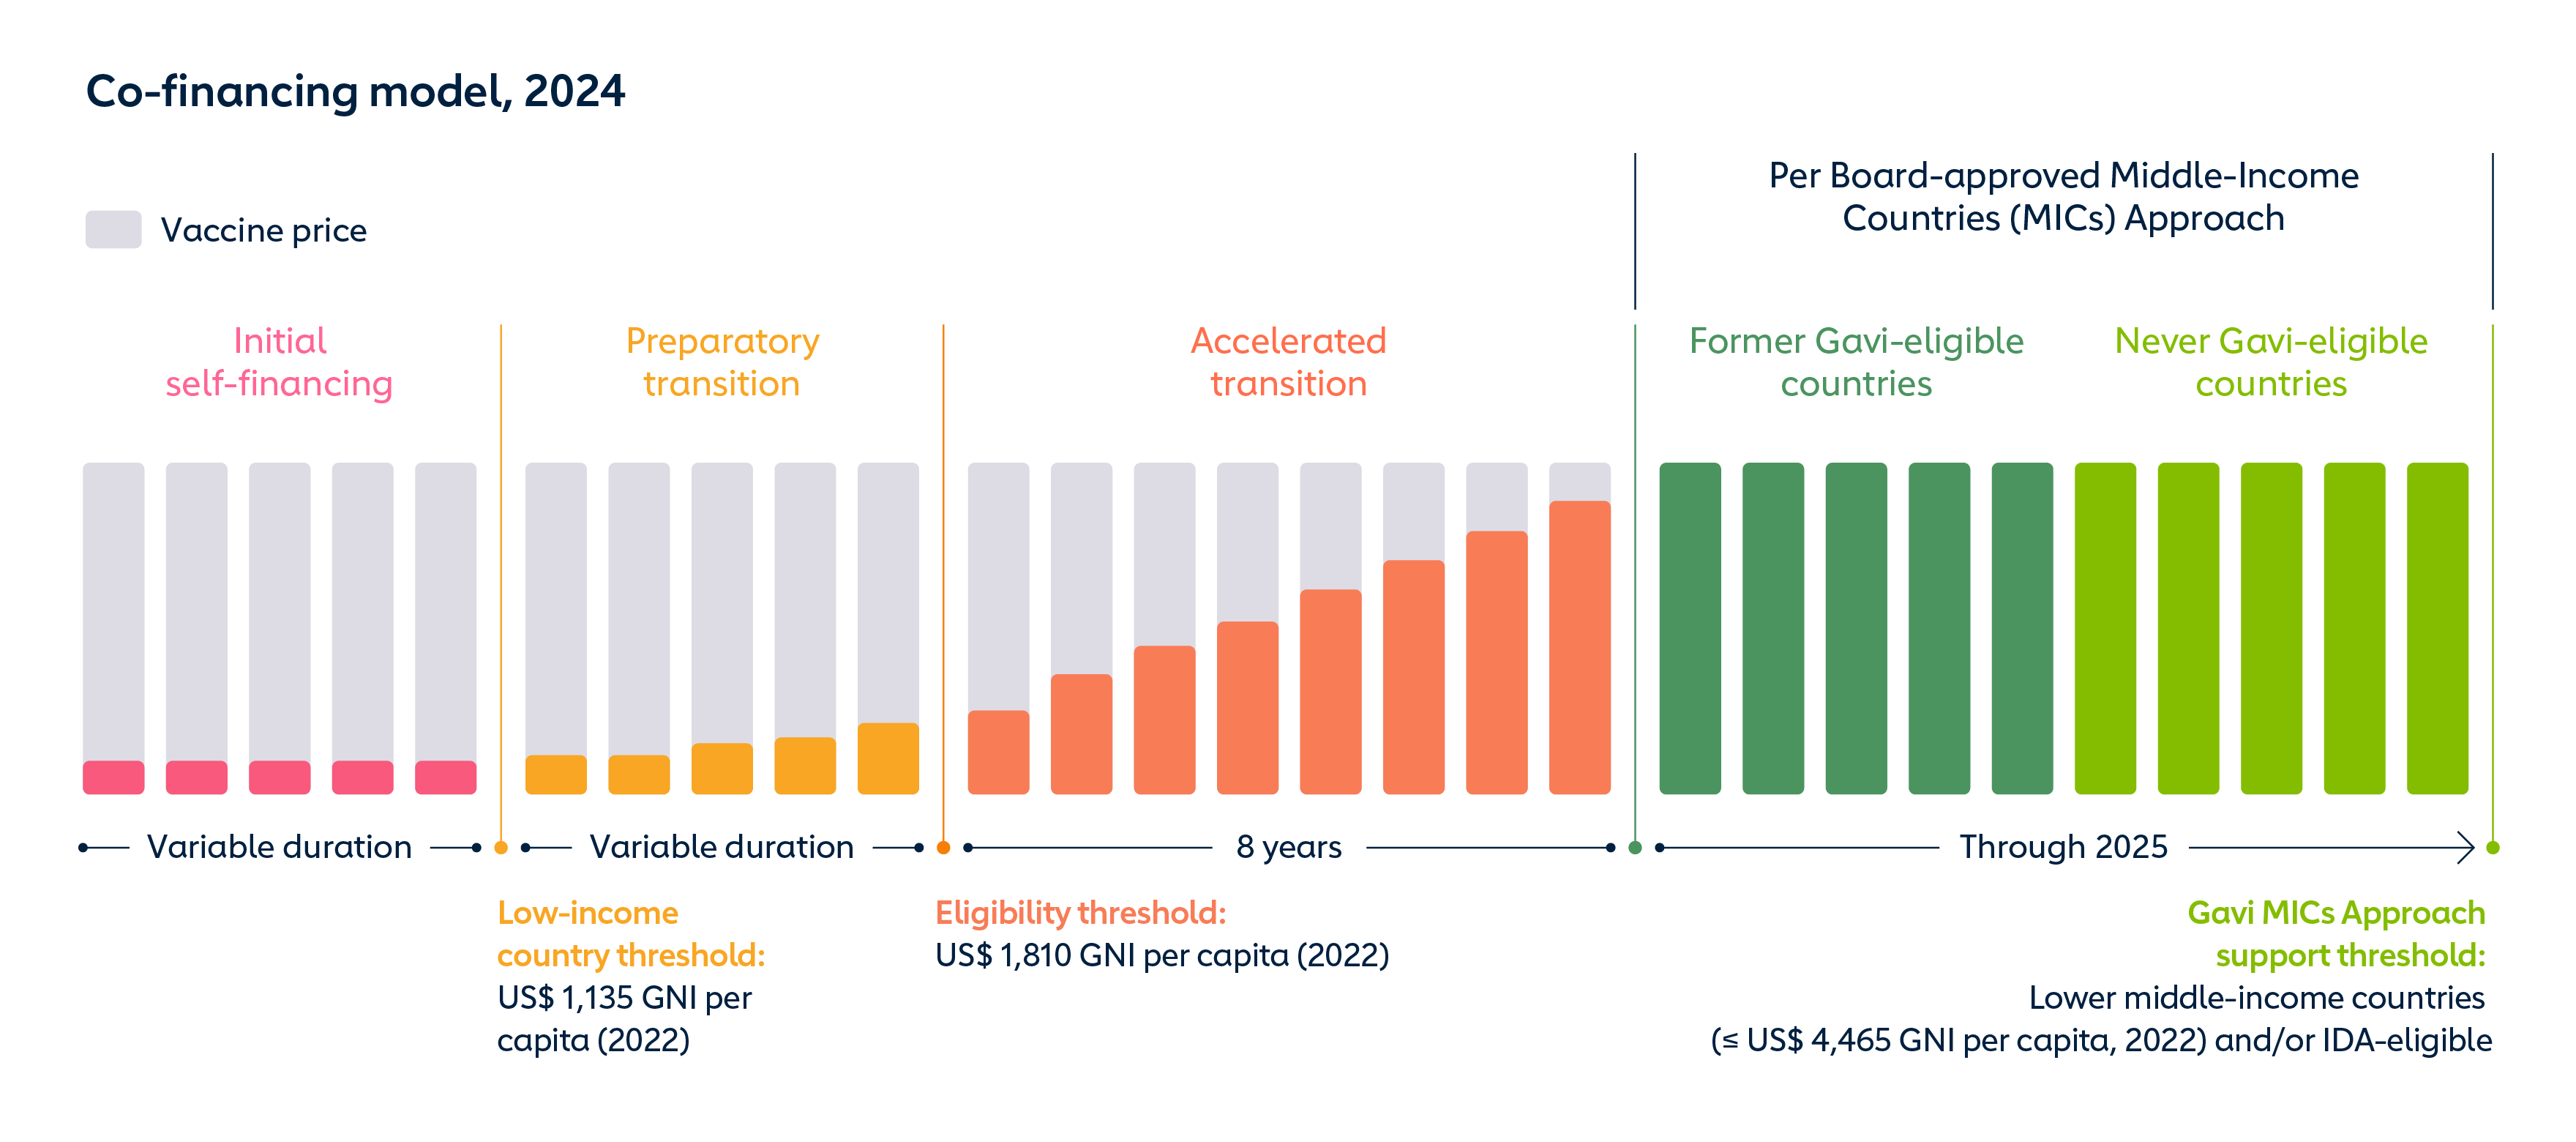 Co-financing model, 2024
Per Board-approved Middle-Income
Countries (MICs) Approach
Vaccine price
Initial
self-financing
Preparatory
transition
Accelerated
transition
Former Gavi-eligible
countries
Never Gavi-eligible
countries
Variable duration
Variable duration
8 years
Through 2025
Low-income
country threshold:
US$ 1,135 GNI per
capita (2022)
Eligibility threshold:
US$ 1,810 GNI per capita (2022)
Gavi MICs Approach
support threshold:
Lower middle-income countries
(≤ US$ 4,465 GNI per capita, 2022) and/or IDA-eligible